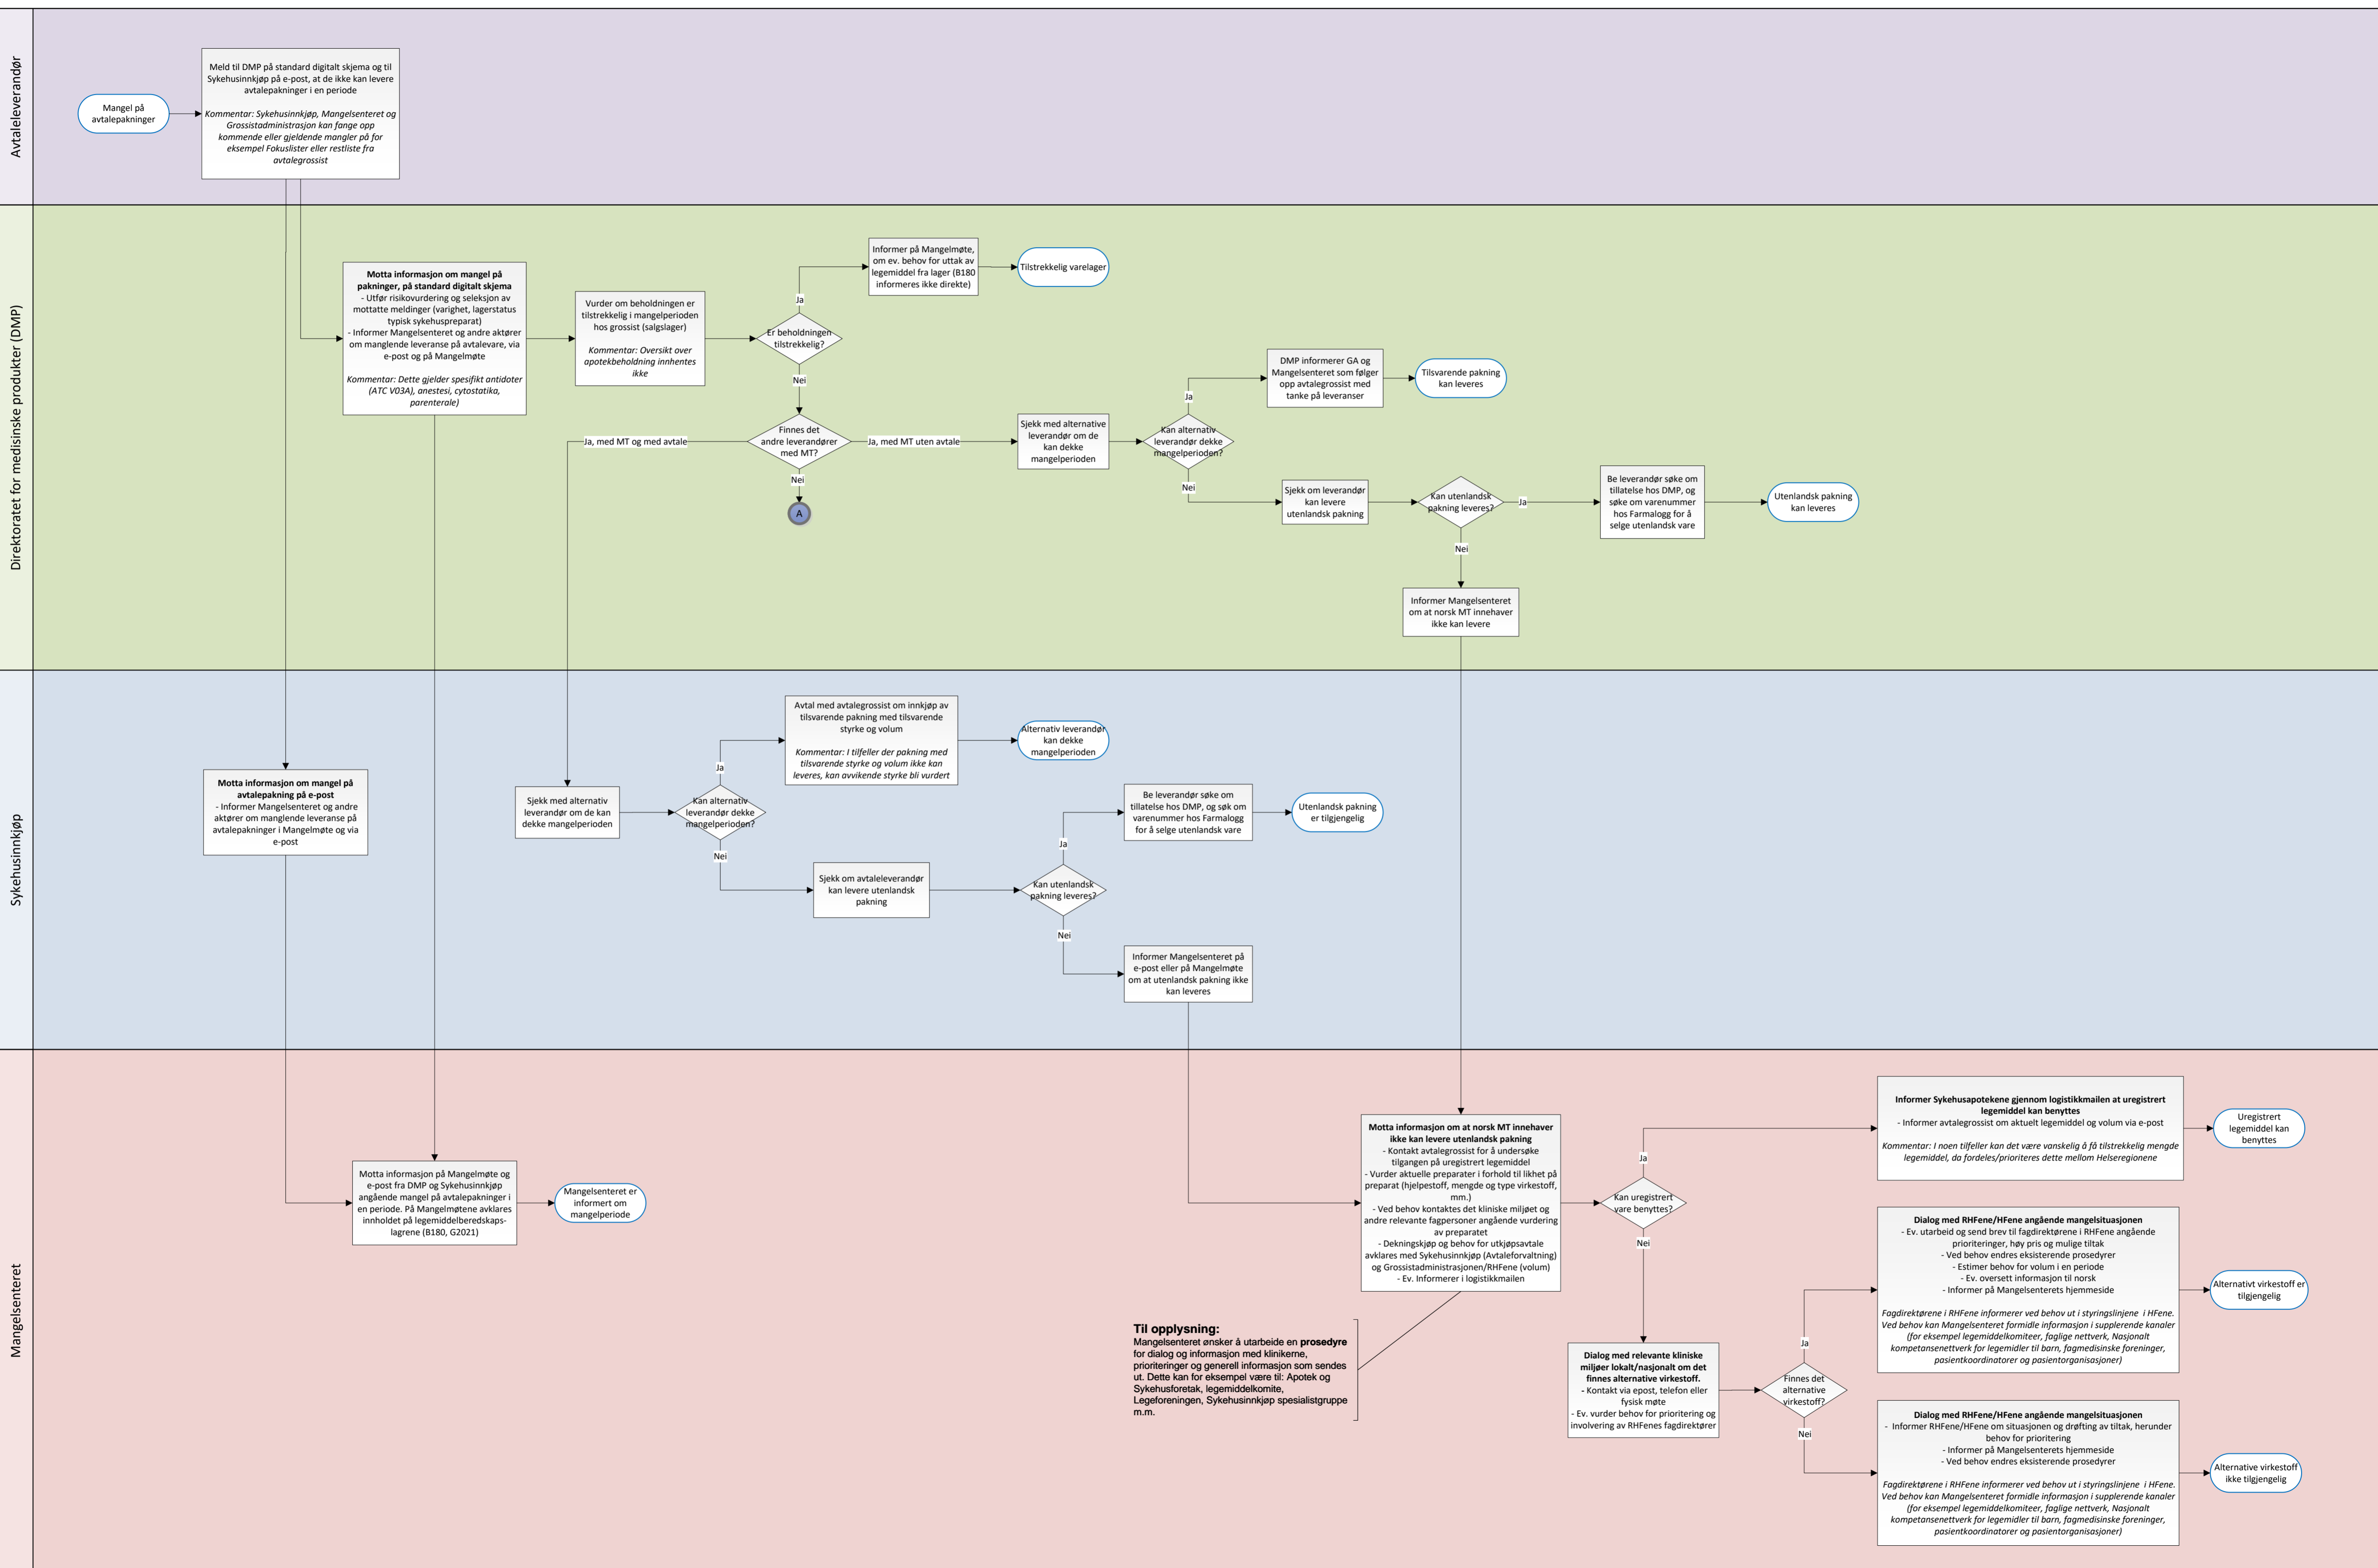 Avtaleleverandør
Mangel på
avtalepakninger
Meld til DMP på standard digitalt skjema og til
Sykehusinnkjøp på e-post, at de ikke kan levere
avtalepakninger i en periode
Kommentar: Sykehusinnkjøp, Mangelsenteret og
Grossistadministrasjon kan fange opp
kommende eller gjeldende mangler på for
eksempel Fokuslister eller restliste fra
avtalegrossist
Direktoratet for medisinske produkter (DMP)
Motta informasjon om mangel på
pakninger, på standard digitalt skjema
- Utfør risikovurdering og seleksjon av
mottatte meldinger (varighet, lagerstatus
typisk sykehuspreparat)
- Informer Mangelsenteret og andre aktører
om manglende leveranse på avtalevare, via
e-post og på Mangelmøte
Kommentar: Dette gjelder spesifikt antidoter
(ATC V03A), anestesi, cytostatika,
parenterale)
Vurder om beholdningen er
tilstrekkelig i mangelperioden
hos grossist (salgslager)
Kommentar: Oversikt over
apotekbeholdning innhentes
ikke
Er beholdningen
tilstrekkelig?
Ja
Informer på Mangelmøte,
om ev. behov for uttak av
legemiddel fra lager (B180
informeres ikke direkte)
Tilstrekkelig varelager
Nei
Finnes det
andre leverandører
med MT?
Ja, med MT og med avtale
Ja, med MT uten avtale
Nei
A
Sjekk med alternative
leverandør om de
kan dekke
mangelperioden
Kan alternativ
leverandør dekke
mangelperioden?
Ja
DMP informerer GA og
Mangelsenteret som følger
opp avtalegrossist med
tanke på leveranser
Tilsvarende pakning
kan leveres
Nei
Sjekk om leverandør
kan levere
utenlandsk pakning
Kan utenlandsk
pakning leveres?
Ja
Be leverandør søke om
tillatelse hos DMP, og
søke om varenummer
hos Farmalogg for å
selge utenlandsk vare
Utenlandsk pakning
kan leveres
Nei
Informer Mangelsenteret
om at norsk MT innehaver
ikke kan levere
Sykehusinnkjøp
Motta informasjon om mangel på
avtalepakning på e-post
- Informer Mangelsenteret og andre
aktører om manglende leveranse på
avtalepakninger i Mangelmøte og via
e-post
Sjekk med alternativ
leverandør om de kan
dekke mangelperioden
Kan alternativ
leverandør dekke
mangelperioden?
Ja
Avtal med avtalegrossist om innkjøp av
tilsvarende pakning med tilsvarende
styrke og volum
Kommentar: I tilfeller der pakning med
tilsvarende styrke og volum ikke kan
leveres, kan avvikende styrke bli vurdert
Alternativ leverandør
kan dekke
mangelperioden
Nei
Sjekk om avtaleleverandør
kan levere utenlandsk
pakning
Kan utenlandsk
pakning leveres?
Ja
Be leverandør søke om
tillatelse hos DMP, og søk om
varenummer hos Farmalogg
for å selge utenlandsk vare
Utenlandsk pakning
er tilgjengelig
Nei
Informer Mangelsenteret på
e-post eller på Mangelmøte
om at utenlandsk pakning ikke
kan leveres
Mangelsenteret
Motta informasjon på Mangelmøte og
e-post fra DMP og Sykehusinnkjøp
angående mangel på avtalepakninger i
en periode. På Mangelmøtene avklares
innholdet på legemiddelberedskaps-
lagrene (B180, G2021)
Mangelsenteret er
informert om
mangelperiode
Motta informasjon om at norsk MT innehaver
ikke kan levere utenlandsk pakning
- Kontakt avtalegrossist for å undersøke
tilgangen på uregistrert legemiddel
- Vurder aktuelle preparater i forhold til likhet på
preparat (hjelpestoff, mengde og type virkestoff,
mm.)
- Ved behov kontaktes det kliniske miljøet og
andre relevante fagpersoner angående vurdering
av preparatet
- Dekningskjøp og behov for utkjøpsavtale
avklares med Sykehusinnkjøp (Avtaleforvaltning)
og Grossistadministrasjonen/RHFene (volum)
- Ev. Informerer i logistikkmailen
Til opplysning:
Mangelsenteret ønsker å utarbeide en prosedyre
for dialog og informasjon med klinikerne,
prioriteringer og generell informasjon som sendes
ut. Dette kan for eksempel være til: Apotek og
Sykehusforetak, legemiddelkomite,
Legeforeningen, Sykehusinnkjøp spesialistgruppe
m.m.
Kan uregistrert
vare benyttes?
Ja
Informer Sykehusapotekene gjennom logistikkmailen at uregistrert
legemiddel kan benyttes
- Informer avtalegrossist om aktuelt legemiddel og volum via e-post
Kommentar: I noen tilfeller kan det være vanskelig å få tilstrekkelig mengde
legemiddel, da fordeles/prioriteres dette mellom Helseregionene
Uregistrert
legemiddel kan
benyttes
Nei
Dialog med relevante kliniske
miljøer lokalt/nasjonalt om det
finnes alternative virkestoff.
- Kontakt via epost, telefon eller
fysisk møte
- Ev. vurder behov for prioritering og
involvering av RHFenes fagdirektører
Finnes det
alternative
virkestoff?
Ja
Dialog med RHFene/HFene angående mangelsituasjonen
- Ev. utarbeid og send brev til fagdirektørene i RHFene angående
prioriteringer, høy pris og mulige tiltak
- Ved behov endres eksisterende prosedyrer
- Estimer behov for volum i en periode
- Ev. oversett informasjon til norsk
- Informer på Mangelsenterets hjemmeside
Fagdirektørene i RHFene informerer ved behov ut i styringslinjene i HFene.
Ved behov kan Mangelsenteret formidle informasjon i supplerende kanaler
(for eksempel legemiddelkomiteer, faglige nettverk, Nasjonalt
kompetansenettverk for legemidler til barn, fagmedisinske foreninger,
pasientkoordinatorer og pasientorganisasjoner)
Alternativt virkestoff er
tilgjengelig
Nei
Dialog med RHFene/HFene angående mangelsituasjonen
- Informer RHFene/HFene om situasjonen og drøfting av tiltak, herunder
behov for prioritering
- Informer på Mangelsenterets hjemmeside
- Ved behov endres eksisterende prosedyrer
Fagdirektørene i RHFene informerer ved behov ut i styringslinjene i HFene.
Ved behov kan Mangelsenteret formidle informasjon i supplerende kanaler
(for eksempel legemiddelkomiteer, faglige nettverk, Nasjonalt
kompetansenettverk for legemidler til barn, fagmedisinske foreninger,
pasientkoordinatorer og pasientorganisasjoner)
Alternative virkestoff
ikke tilgjengelig